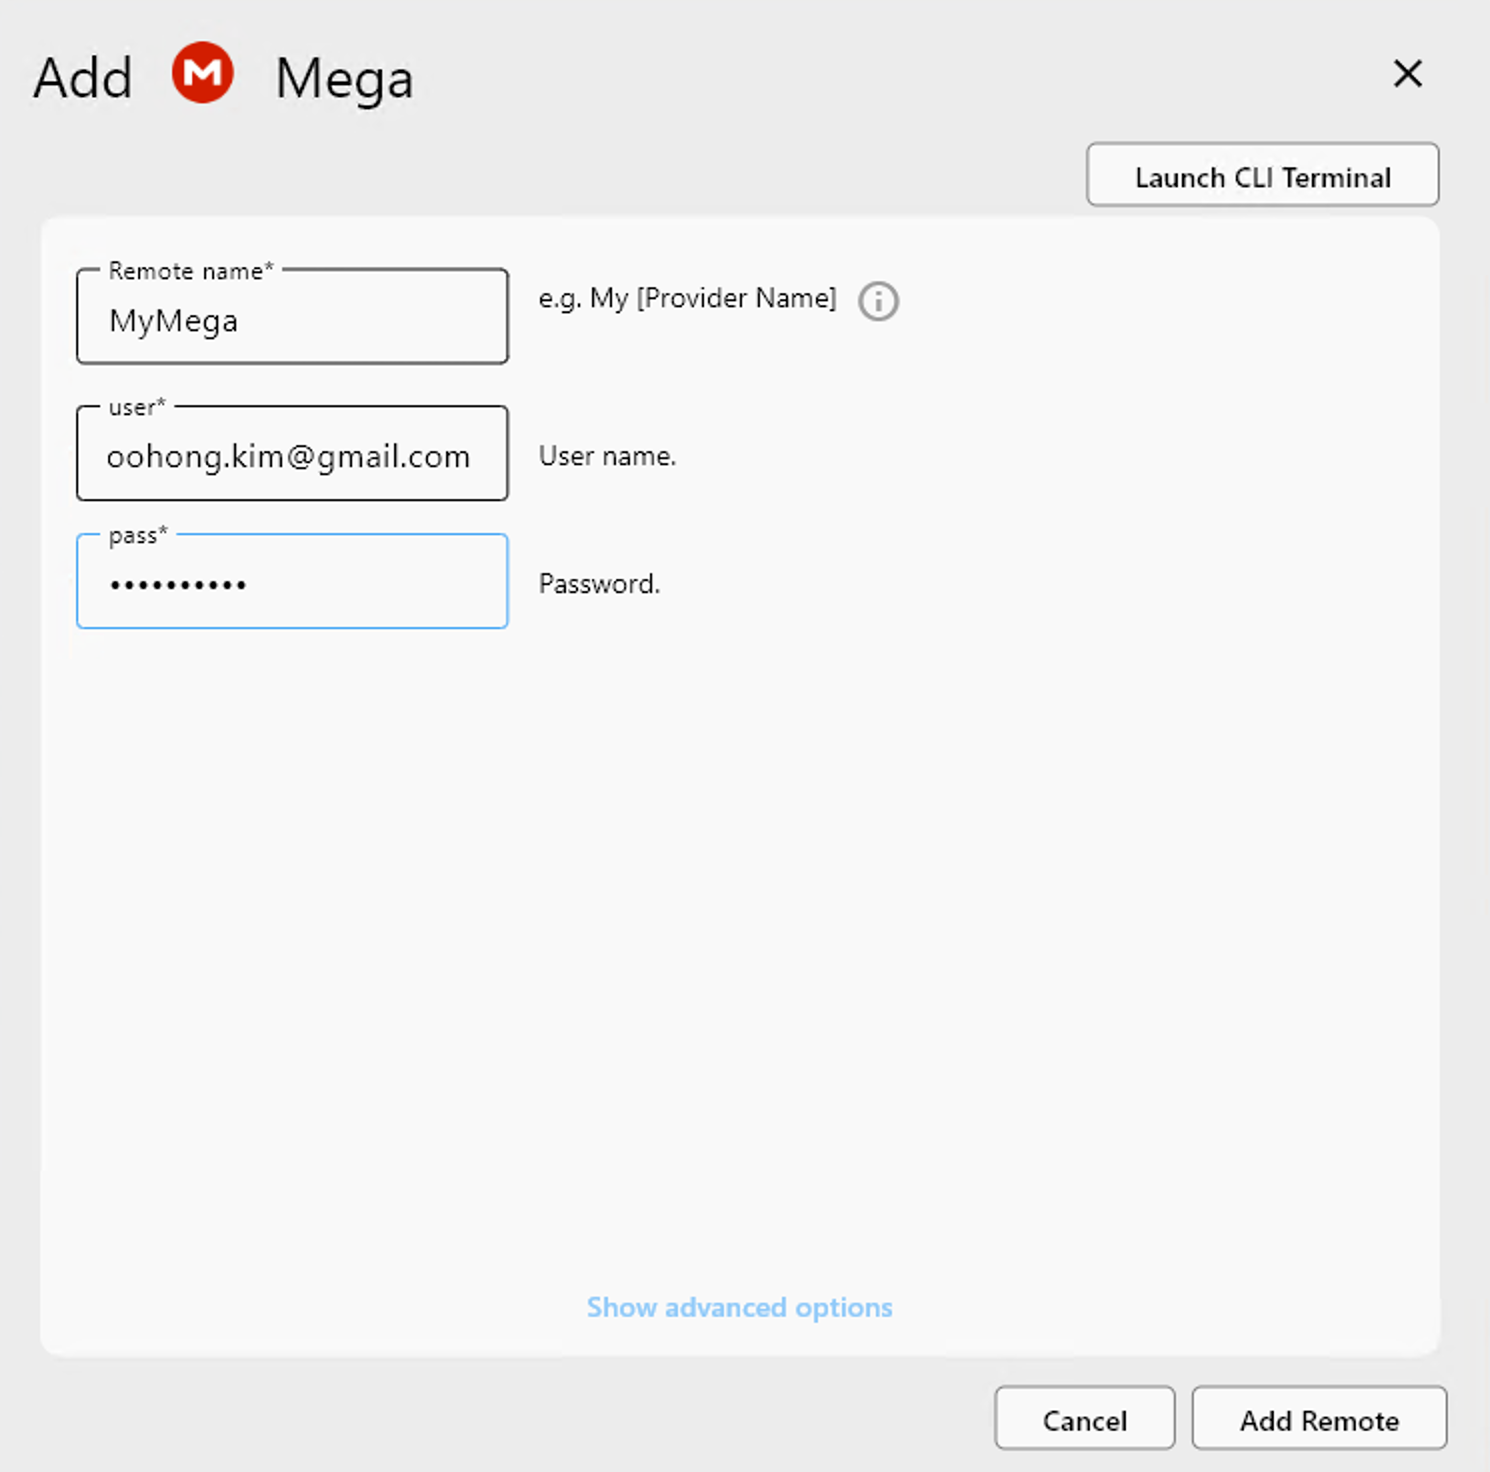 Add M Mega
Launch CLI Terminal
Remote name*
MyMega
e.g. My [Provider Name]
user*
oohong.kim@gmail.com
User name.
pass*
••••••••••
Password.
Show advanced options
Cancel
Add Remote